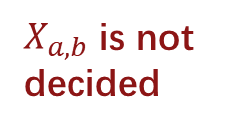 X_{a,b} is not
decided